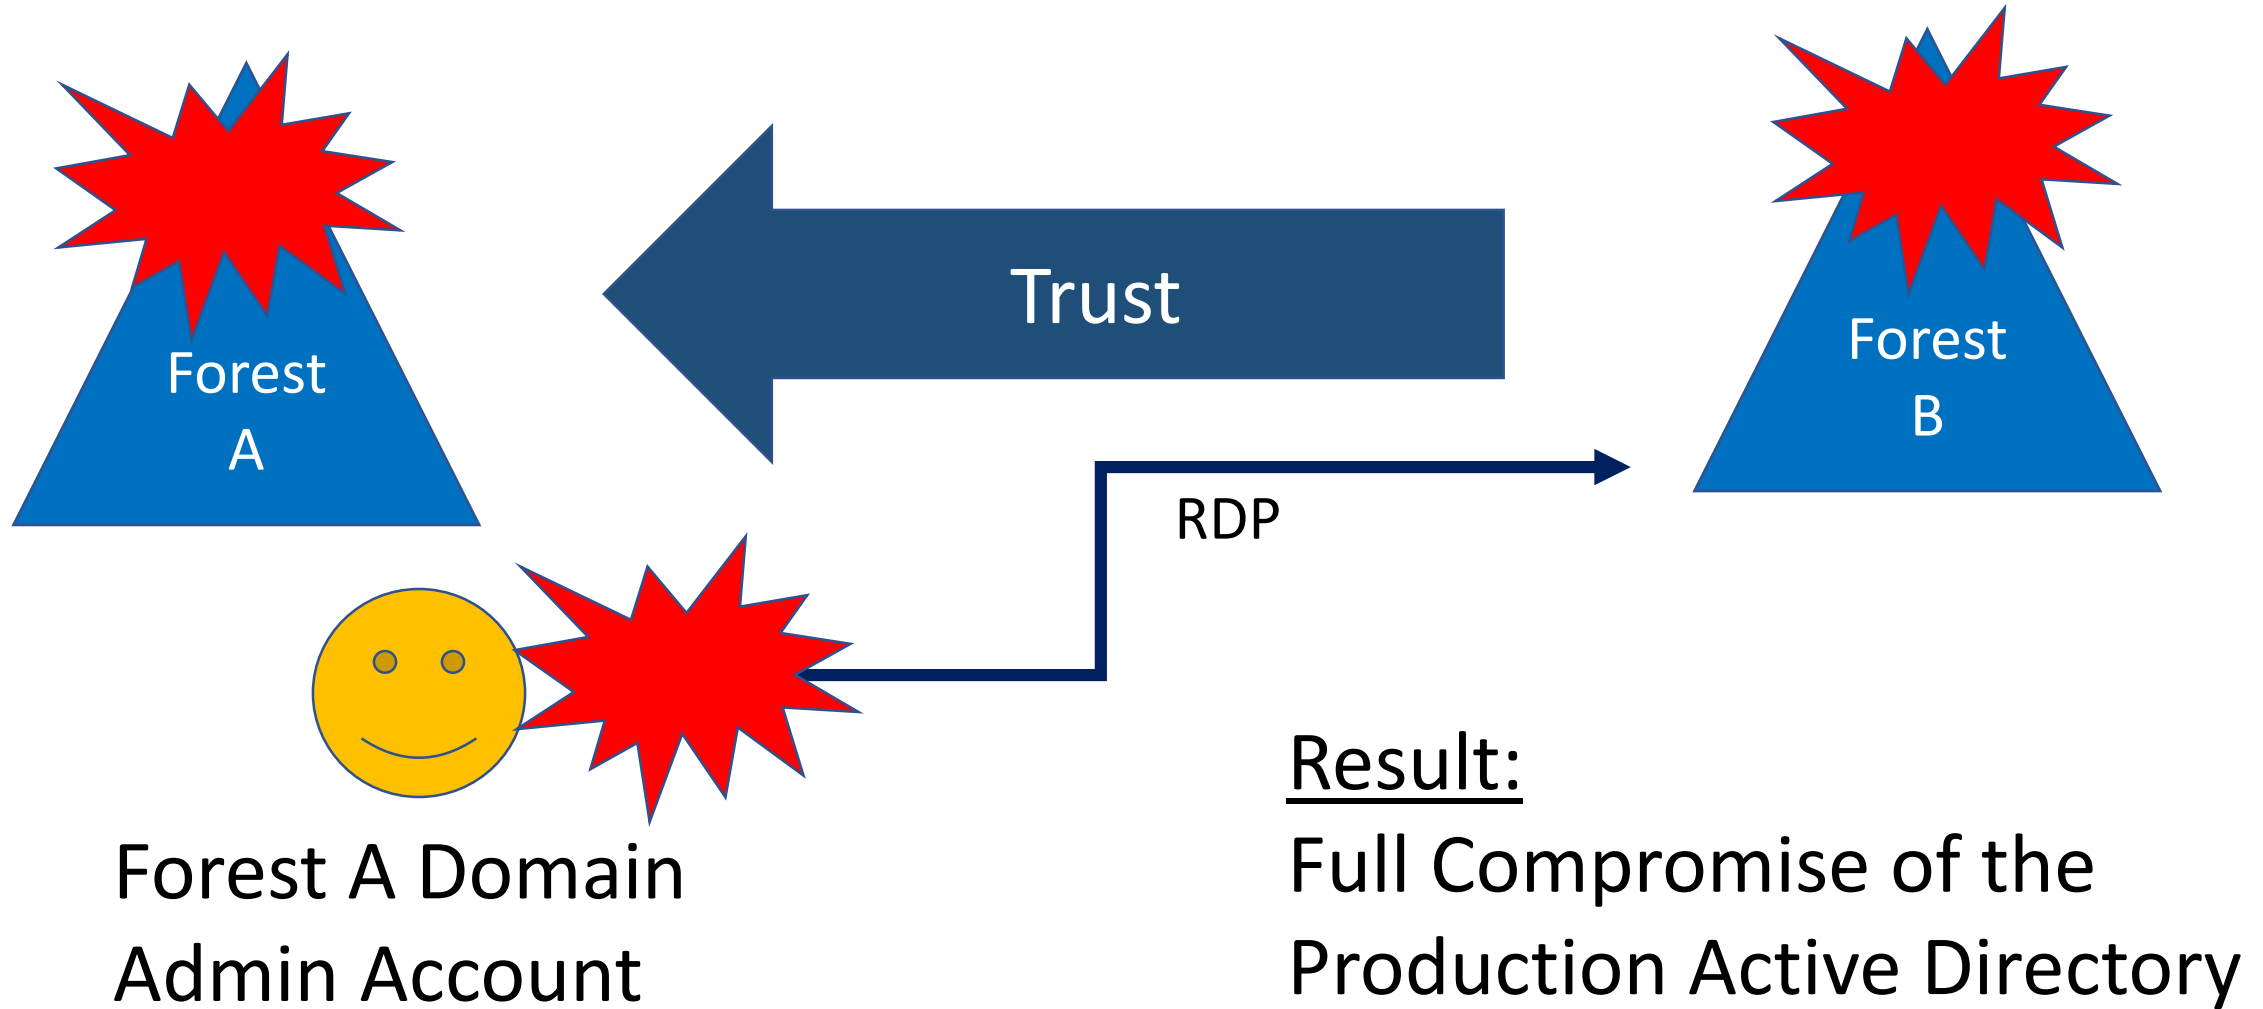 Forest
A
Trust
Forest
B
RDP
Forest A Domain
Admin Account
Result:
Full Compromise of the
Production Active Directory